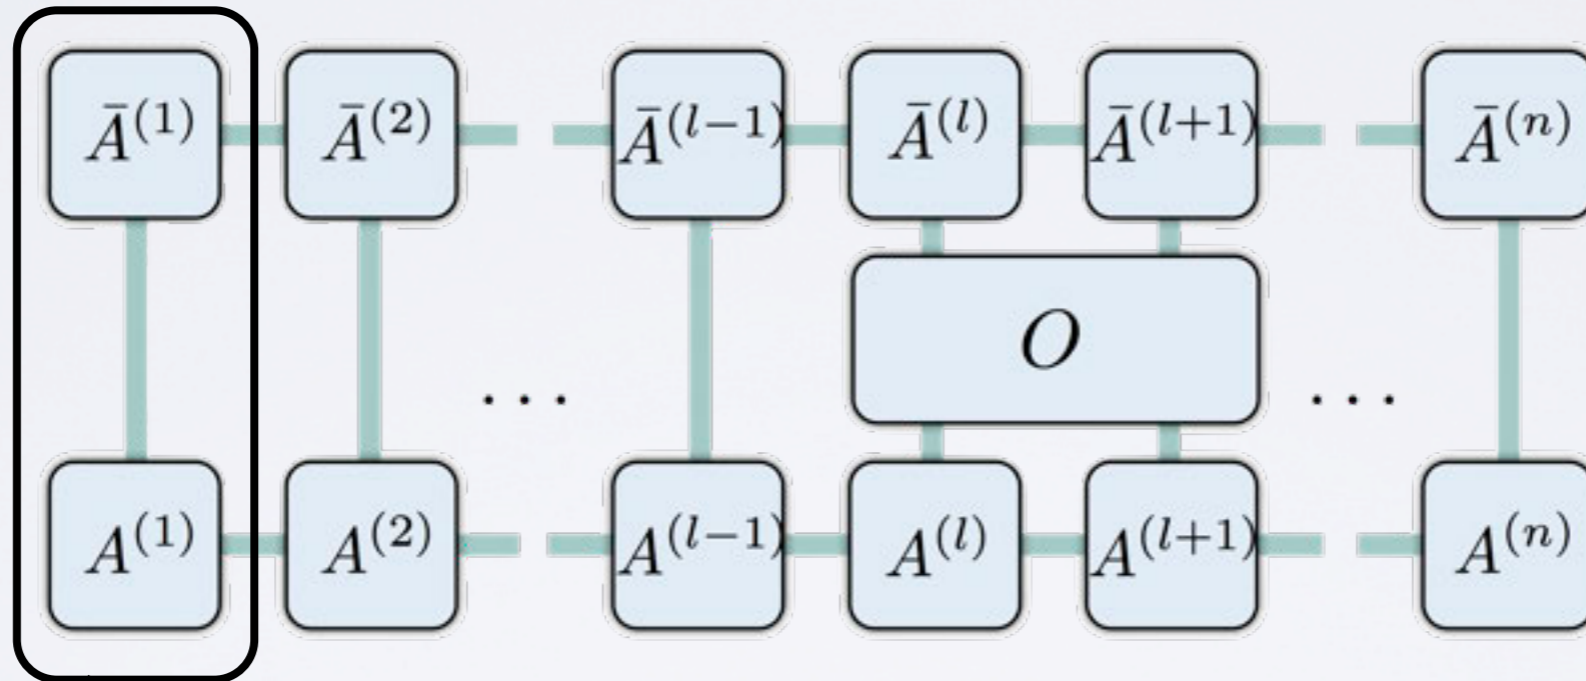 Ā^(1) Ā^(2) Ā^(l−1) Ā^(l) Ā^(l+1) Ā^(n)
O
... ...
A^(1) A^(2) A^(l−1) A^(l) A^(l+1) A^(n)